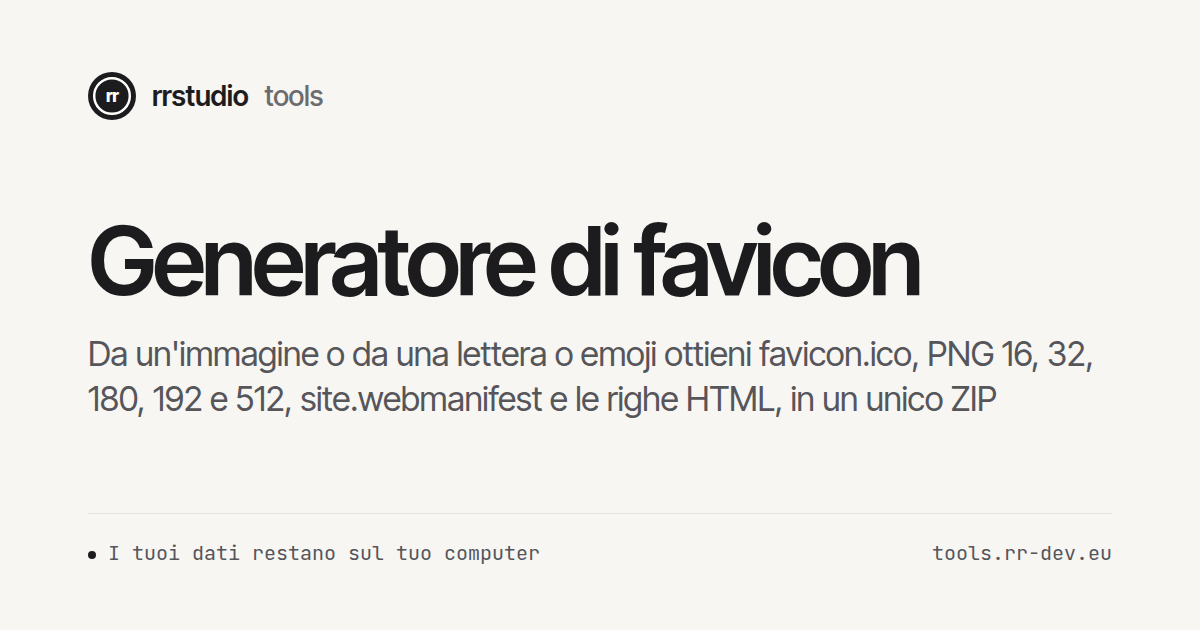 rr rrstudio tools
Generatore di favicon
Da un'immagine o da una lettera o emoji ottieni favicon.ico, PNG 16, 32,
180, 192 e 512, site.webmanifest e le righe HTML, in un unico ZIP
I tuoi dati restano sul tuo computer
tools.rr-dev.eu